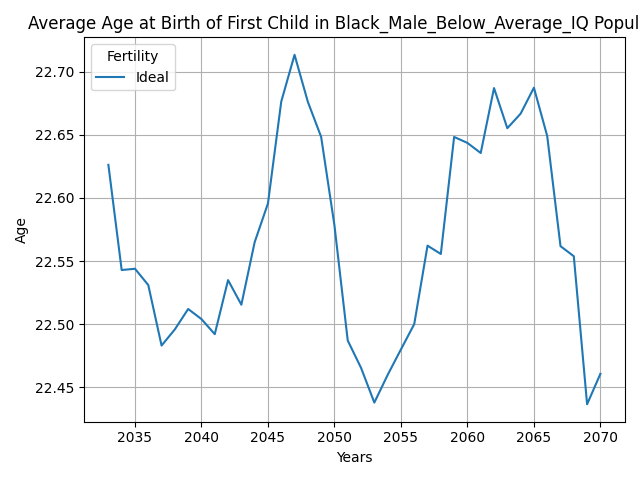 Average Age at Birth of First Child in Black_Male_Below_Average_IQ Popul
Fertility
Ideal
22.70
22.65
22.60
22.55
22.50
22.45
Age
2035 2040 2045 2050 2055 2060 2065 2070
Years